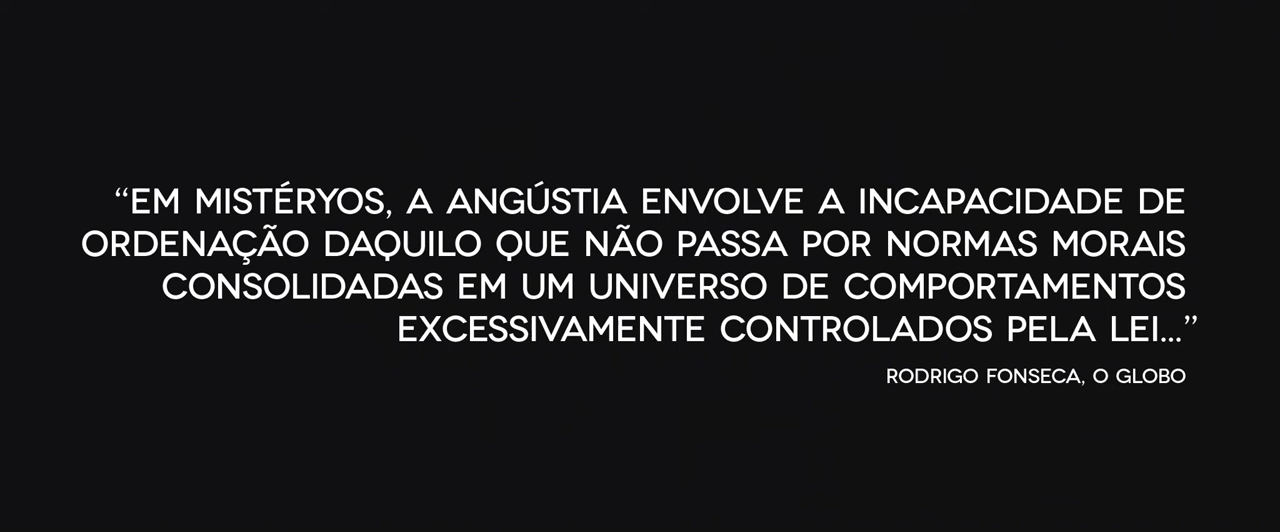 “EM MISTÉRYOS, A ANGÚSTIA ENVOLVE A INCAPACIDADE DE
ORDENAÇÃO DAQUILO QUE NÃO PASSA POR NORMAS MORAIS
CONSOLIDADAS EM UM UNIVERSO DE COMPORTAMENTOS
EXCESSIVAMENTE CONTROLADOS PELA LEI...”
RODRIGO FONSECA, O GLOBO